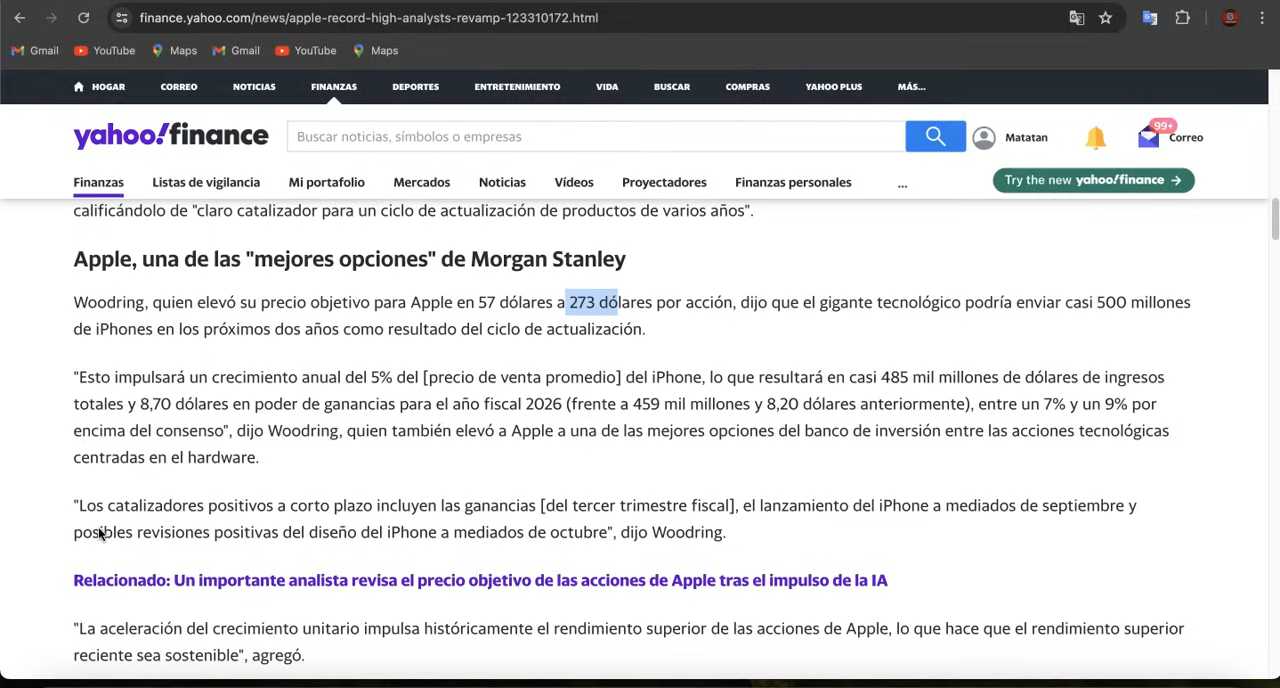 finance.yahoo.com/news/apple-record-high-analysts-revamp-123310172.html
Gmail YouTube Maps Gmail YouTube Maps
HOGAR CORREO NOTICIAS FINANZAS DEPORTES ENTRETENIMIENTO VIDA BUSCAR COMPRAS YAHOO PLUS MÁS...
yahoo!finance Buscar noticias, símbolos o empresas Matatan 99+ Correo
Finanzas Listas de vigilancia Mi portafolio Mercados Noticias Vídeos Proyectadores Finanzas personales ... Try the new yahoo!finance →
calificándolo de "claro catalizador para un ciclo de actualización de productos de varios años".
Apple, una de las "mejores opciones" de Morgan Stanley
Woodring, quien elevó su precio objetivo para Apple en 57 dólares a 273 dólares por acción, dijo que el gigante tecnológico podría enviar casi 500 millones
de iPhones en los próximos dos años como resultado del ciclo de actualización.
"Esto impulsará un crecimiento anual del 5% del [precio de venta promedio] del iPhone, lo que resultará en casi 485 mil millones de dólares de ingresos
totales y 8,70 dólares en poder de ganancias para el año fiscal 2026 (frente a 459 mil millones y 8,20 dólares anteriormente), entre un 7% y un 9% por
encima del consenso", dijo Woodring, quien también elevó a Apple a una de las mejores opciones del banco de inversión entre las acciones tecnológicas
centradas en el hardware.
"Los catalizadores positivos a corto plazo incluyen las ganancias [del tercer trimestre fiscal], el lanzamiento del iPhone a mediados de septiembre y
posibles revisiones positivas del diseño del iPhone a mediados de octubre", dijo Woodring.
Relacionado: Un importante analista revisa el precio objetivo de las acciones de Apple tras el impulso de la IA
"La aceleración del crecimiento unitario impulsa históricamente el rendimiento superior de las acciones de Apple, lo que hace que el rendimiento superior
reciente sea sostenible", agregó.